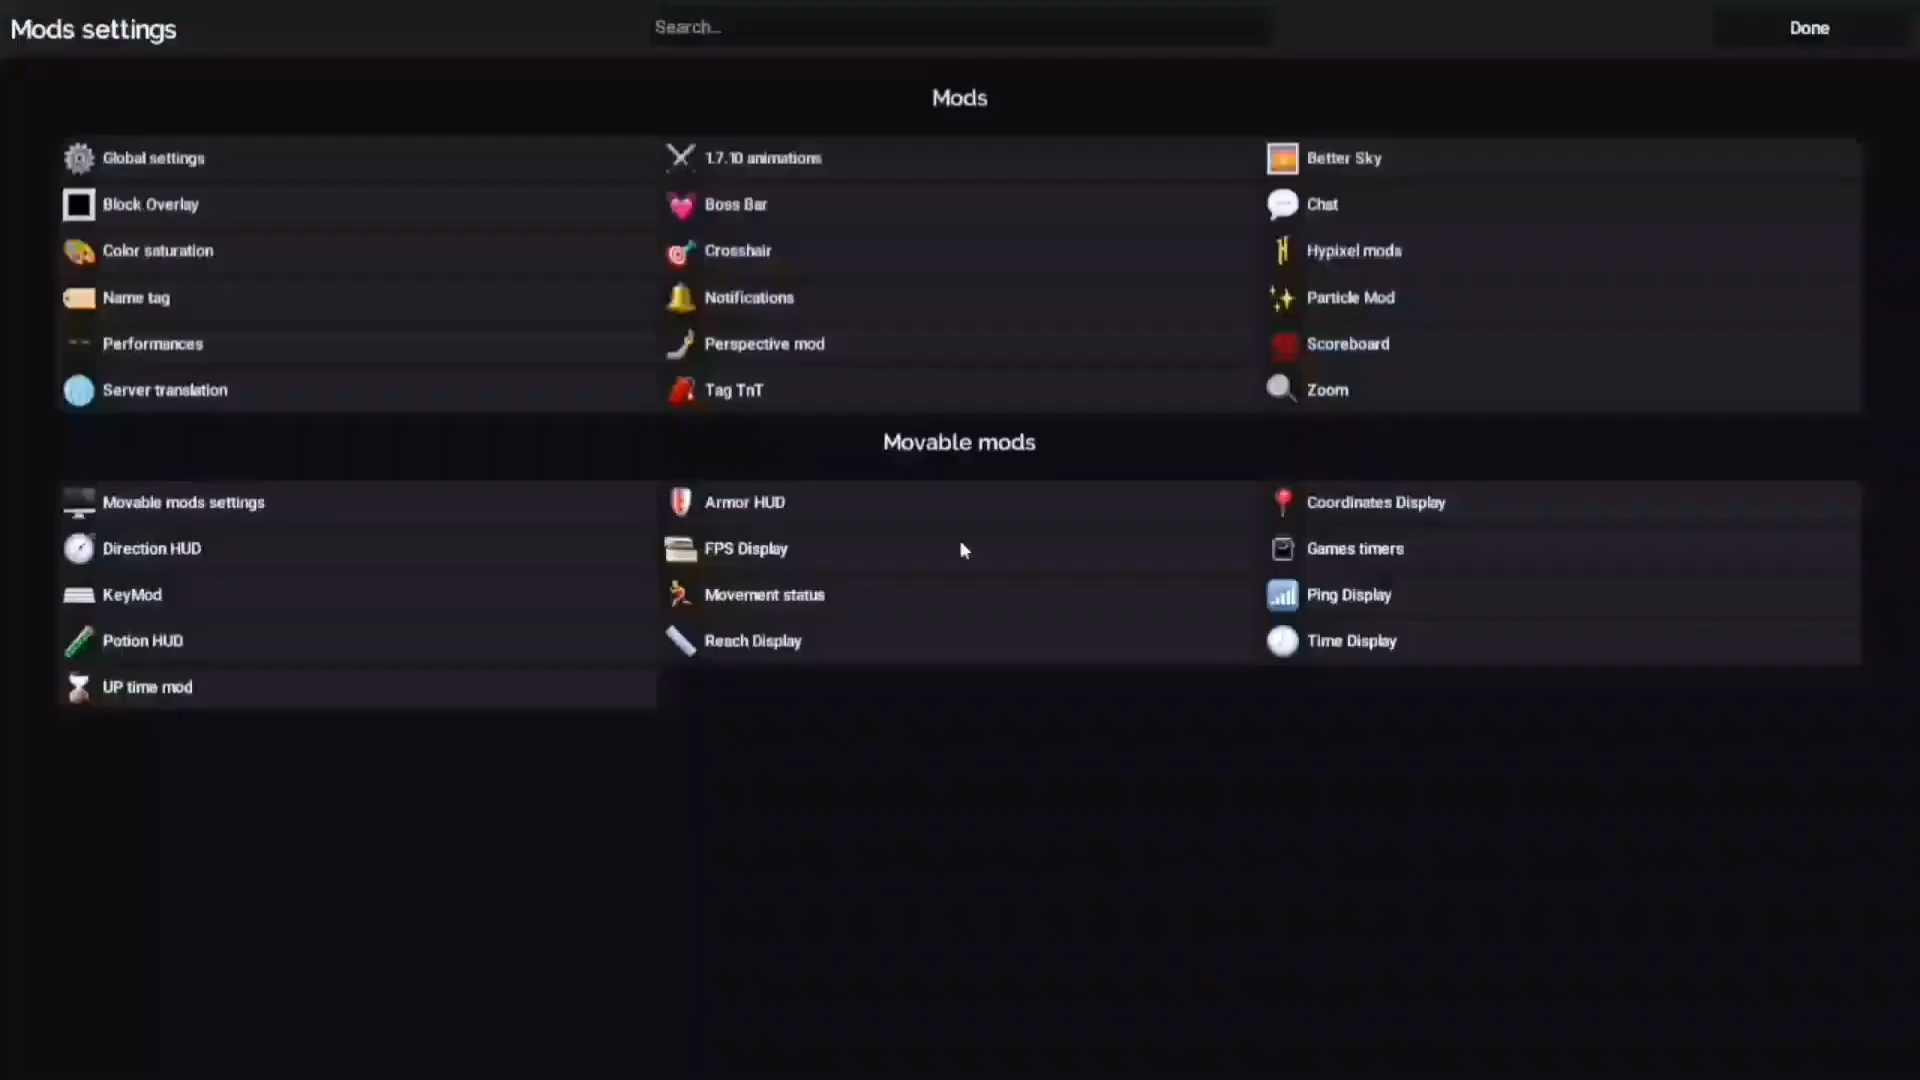 Mods settings
Search...
Done
Mods
Global settings
1.7.10 animations
Better Sky
Block Overlay
Boss Bar
Chat
Color saturation
Crosshair
Hypixel mods
Name tag
Notifications
Particle Mod
Performances
Perspective mod
Scoreboard
Server translation
Tag TnT
Zoom
Movable mods
Movable mods settings
Armor HUD
Coordinates Display
Direction HUD
FPS Display
Games timers
KeyMod
Movement status
Ping Display
Potion HUD
Reach Display
Time Display
UP time mod